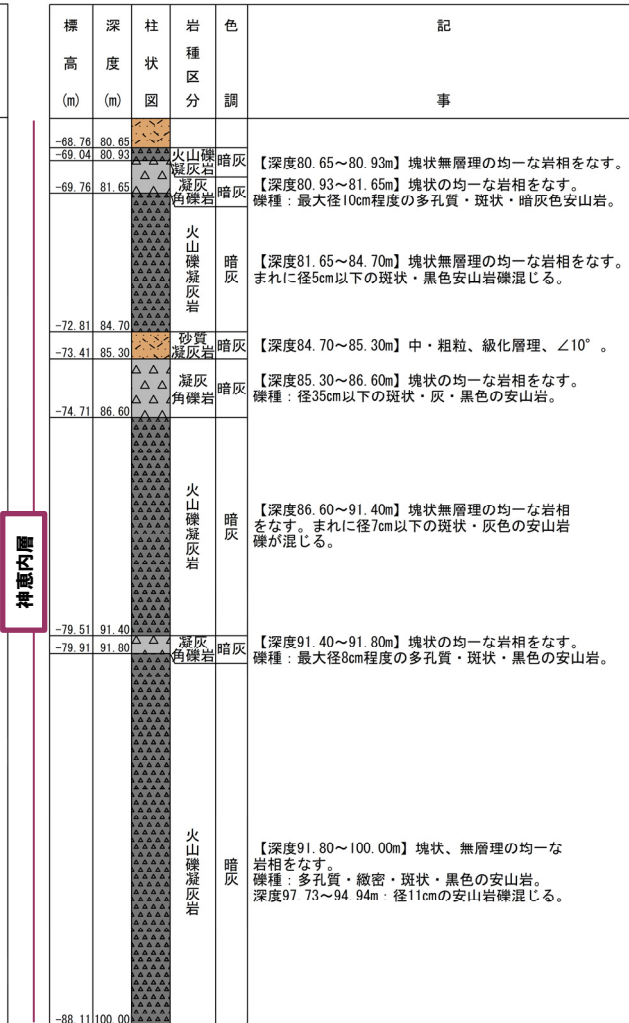 標高(m) 深度(m) 柱状図 岩種区分 色調 記事
-68.76 80.65
-69.04 80.93 火山礫凝灰岩 暗灰 【深度80.65～80.93m】塊状無層理の均一な岩相をなす。
-69.76 81.65 凝灰角礫岩 暗灰 【深度80.93～81.65m】塊状の均一な岩相をなす。
礫種：最大径10cm程度の多孔質・斑状・暗灰色安山岩。
火山礫凝灰岩 暗灰 【深度81.65～84.70m】塊状無層理の均一な岩相をなす。
まれに径5cm以下の斑状・黒色安山岩礫混じる。
-72.81 84.70
-73.41 85.30 砂質凝灰岩 暗灰 【深度84.70～85.30m】中・粗粒、級化層理、∠10°。
凝灰角礫岩 暗灰 【深度85.30～86.60m】塊状の均一な岩相をなす。
礫種：径35cm以下の斑状・灰・黒色の安山岩。
-74.71 86.60
火山礫凝灰岩 暗灰 【深度86.60～91.40m】塊状無層理の均一な岩相
をなす。まれに径7cm以下の斑状・灰色の安山岩
礫が混じる。
神恵内層
-79.51 91.40
-79.91 91.80 凝灰角礫岩 暗灰 【深度91.40～91.80m】塊状の均一な岩相をなす。
礫種：最大径8cm程度の多孔質・斑状・黒色の安山岩。
火山礫凝灰岩 暗灰 【深度91.80～100.00m】塊状、無層理の均一な
岩相をなす。
礫種：多孔質・緻密・斑状・黒色の安山岩。
深度97.73～94.94m：径11cmの安山岩礫混じる。
-88.11 100.00